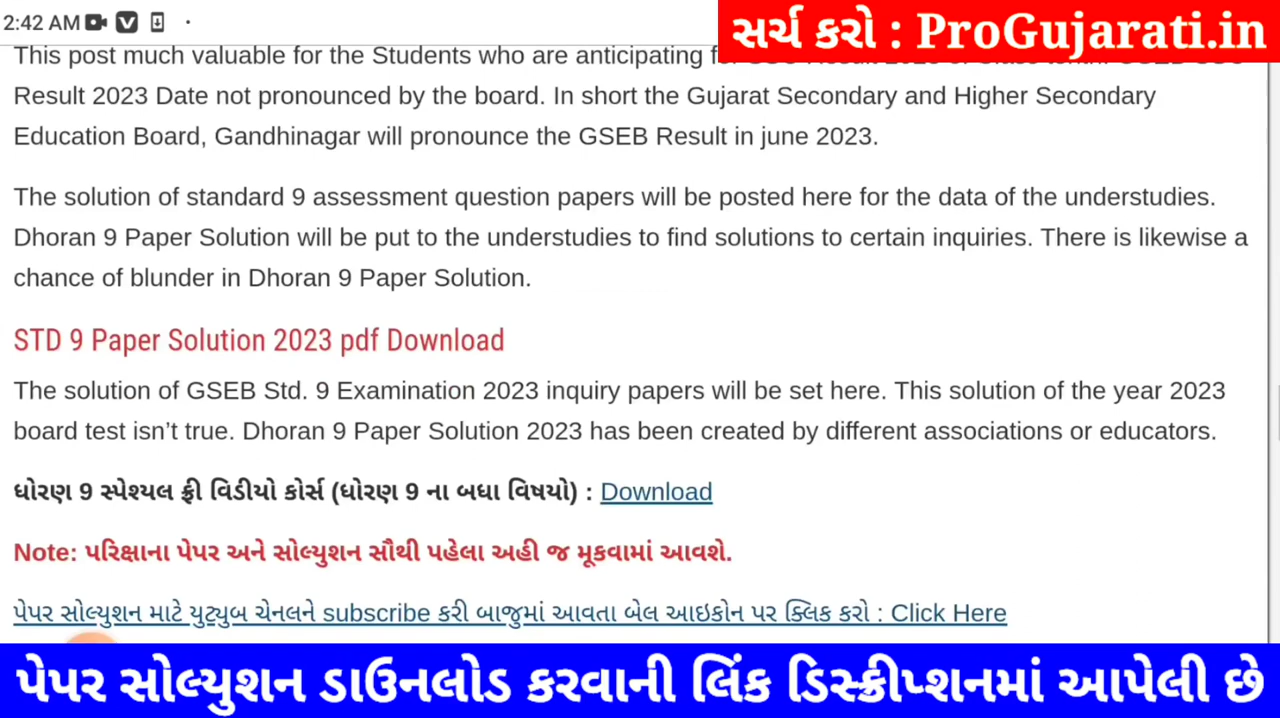 2:42 AM
સર્ચ કરો : ProGujarati.in
This post much valuable for the Students who are anticipating
Result 2023 Date not pronounced by the board. In short the Gujarat Secondary and Higher Secondary
Education Board, Gandhinagar will pronounce the GSEB Result in june 2023.
The solution of standard 9 assessment question papers will be posted here for the data of the understudies.
Dhoran 9 Paper Solution will be put to the understudies to find solutions to certain inquiries. There is likewise a
chance of blunder in Dhoran 9 Paper Solution.
STD 9 Paper Solution 2023 pdf Download
The solution of GSEB Std. 9 Examination 2023 inquiry papers will be set here. This solution of the year 2023
board test isn’t true. Dhoran 9 Paper Solution 2023 has been created by different associations or educators.
ધોરણ 9 સ્પેશ્યલ ફ્રી વિડીયો કોર્સ (ધોરણ 9 ના બધા વિષયો) : Download
Note: પરિક્ષાના પેપર અને સોલ્યુશન સૌથી પહેલા અહી જ મૂકવામાં આવશે.
પેપર સોલ્યુશન માટે યુટ્યુબ ચેનલને subscribe કરી બાજુમાં આવતા બેલ આઇકોન પર ક્લિક કરો : Click Here
પેપર સોલ્યુશન ડાઉનલોડ કરવાની લિંક ડિસ્ક્રીપ્શનમાં આપેલી છે